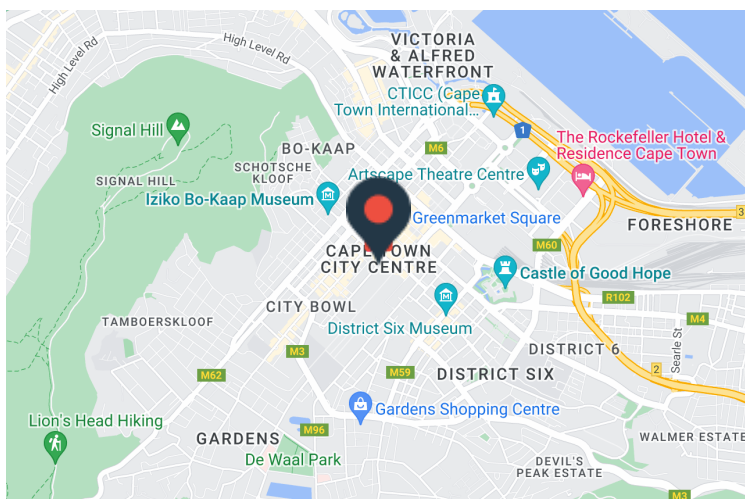 High Level Rd
High Level Rd
VICTORIA
& ALFRED
WATERFRONT
CTICC (Cape
Town International...
Signal Hill
1
BO-KAAP
M6
The Rockefeller Hotel &
Residence Cape Town
SCHOTSCHE
KLOOF
Artscape Theatre Centre
SIGNAL HILL
Iziko Bo-Kaap Museum
3
Greenmarket Square
FORESHORE
M60
CAPE TOWN
CITY CENTRE
Castle of Good Hope
R102
CITY BOWL
M4
TAMBOERSKLOOF
District Six Museum
Searle St
DISTRICT 6
M3
2
M62
M59
DISTRICT SIX
Lion's Head Hiking
Gardens Shopping Centre
M96
GARDENS
WALMER ESTATE
De Waal Park
DEVIL'S
PEAK ESTATE
M3